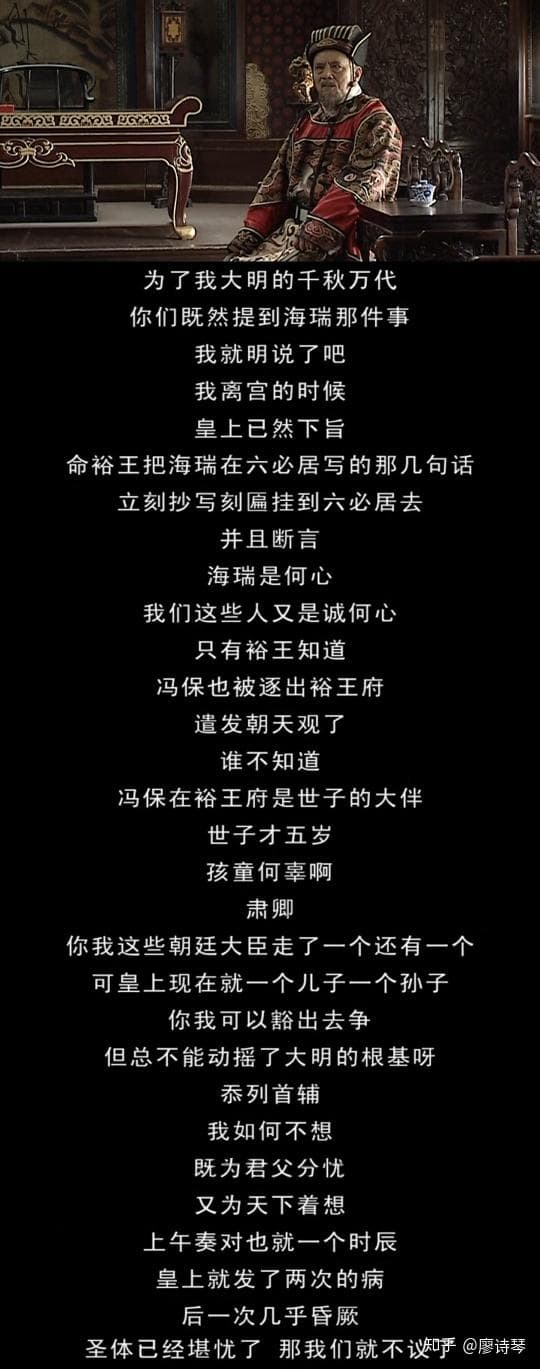 为了我大明的千秋万代
你们既然提到海瑞那件事
我就明说了吧
我离宫的时候
皇上已然下旨
命裕王把海瑞在六必居写的那几句话
立刻抄写刻匾挂到六必居去
并且断言
海瑞是何心
我们这些人又是诚何心
只有裕王知道
冯保也被逐出裕王府
遣发朝天观了
谁不知道
冯保在裕王府是世子的大伴
世子才五岁
孩童何辜啊
肃卿
你我这些朝廷大臣走了一个还有一个
可皇上现在就一个儿子一个孙子
你我可以豁出去争
但总不能动摇了大明的根基呀
忝列首辅
我如何不想
既为君父分忧
又为天下着想
上午奏对也就一个时辰
皇上就发了两次的病
后一次几乎昏厥
圣体已经堪忧了 那我们就不议了
知乎 @廖诗琴